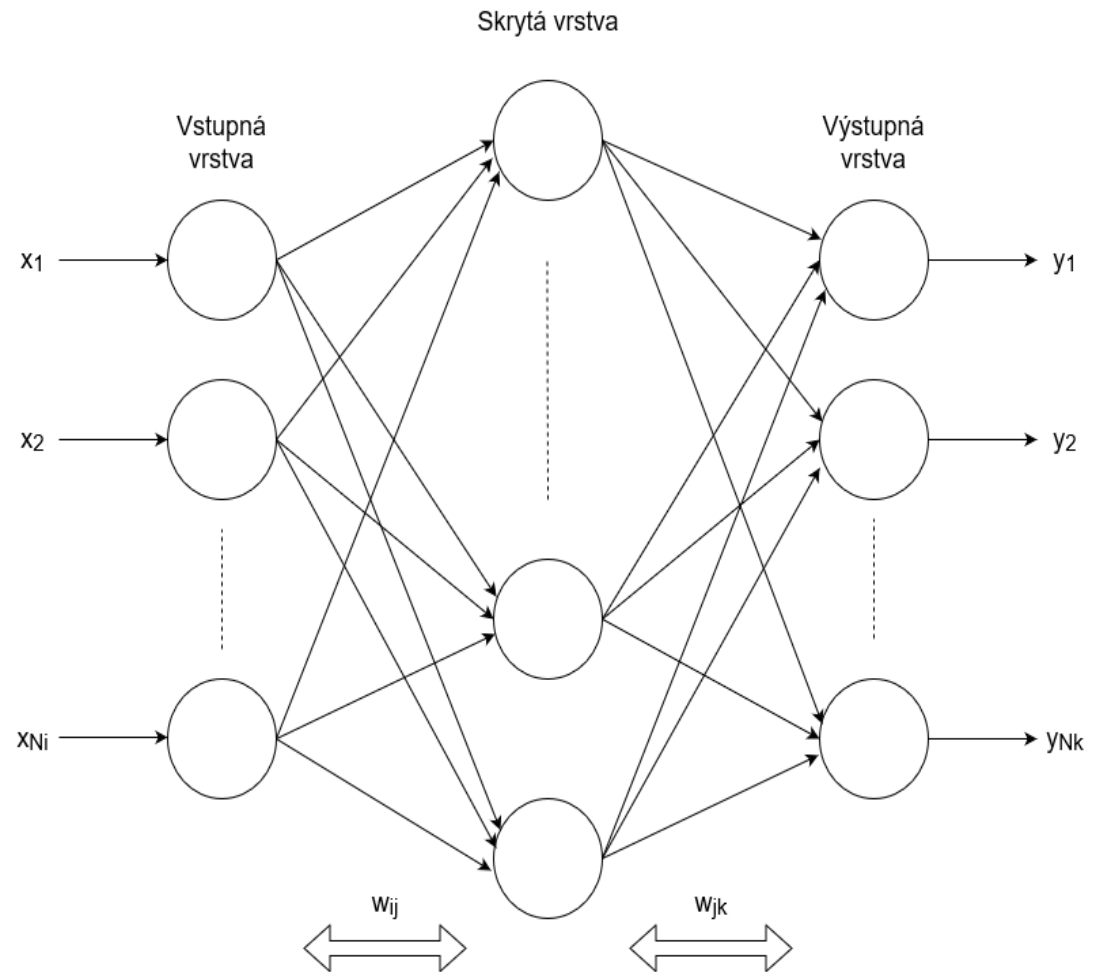 Skrytá vrstva
Vstupná
vrstva
Výstupná
vrstva
x1
y1
x2
y2
xNi
yNk
wij
wjk